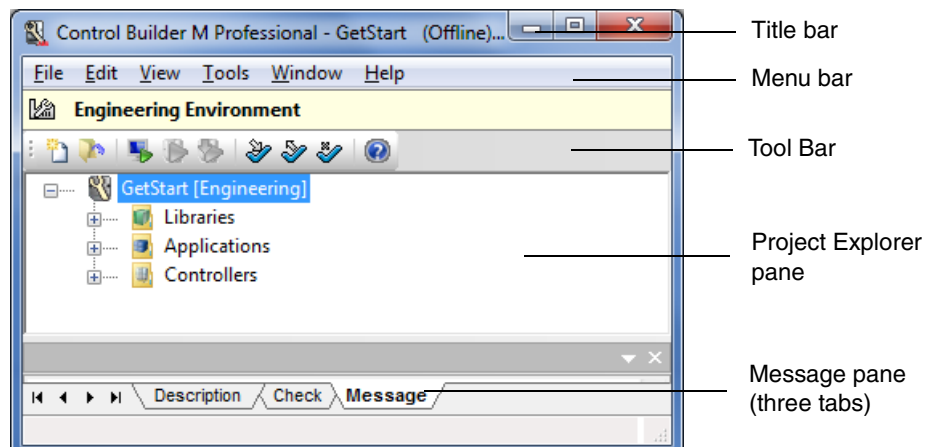 Control Builder M Professional - GetStart (Offline)...
Title bar
File Edit View Tools Window Help
Menu bar
Engineering Environment
Tool Bar
GetStart [Engineering]
Libraries
Applications
Controllers
Project Explorer
pane
Description Check Message
Message pane
(three tabs)